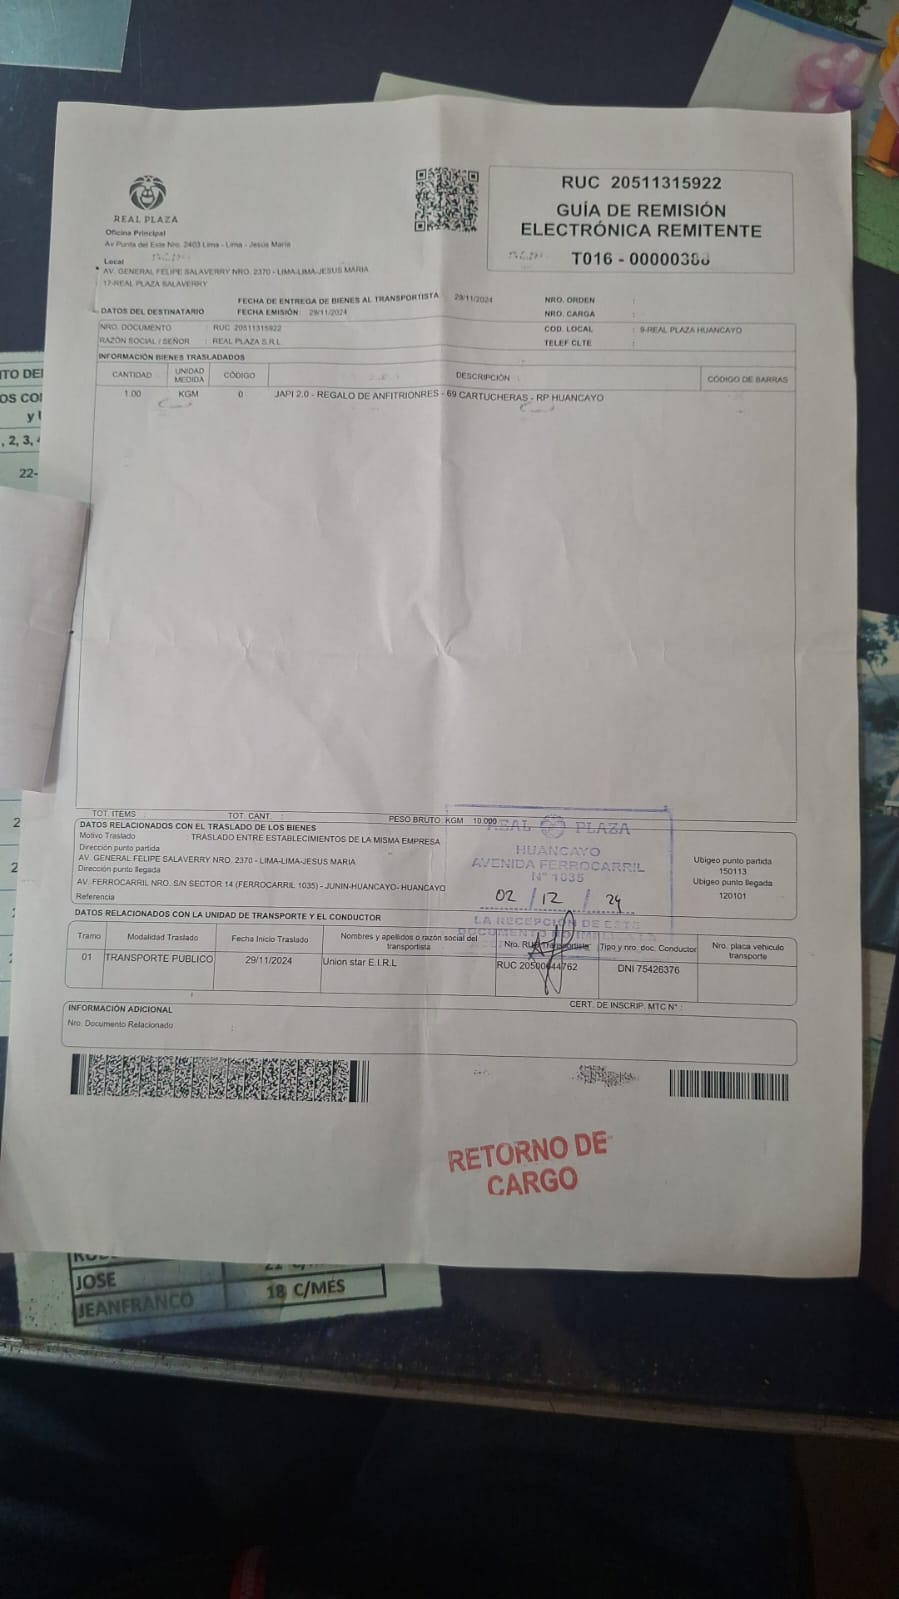 REAL PLAZA
Oficina Principal
Av Punta del Este Nro. 2403 Lima - Lima - Jesus Maria
Local
AV. GENERAL FELIPE SALAVERRY NRO. 2370 - LIMA-LIMA-JESUS MARIA
17-REAL PLAZA SALAVERRY
RUC 20511315922
GUÍA DE REMISIÓN
ELECTRÓNICA REMITENTE
T016 - 00000388
FECHA DE ENTREGA DE BIENES AL TRANSPORTISTA 29/11/2024 NRO. ORDEN :
DATOS DEL DESTINATARIO FECHA EMISIÓN: 29/11/2024 NRO. CARGA :
NRO. DOCUMENTO : RUC 20511315922 COD. LOCAL : 9-REAL PLAZA HUANCAYO
RAZÓN SOCIAL / SEÑOR : REAL PLAZA S.R.L TELEF CLTE :
INFORMACIÓN BIENES TRASLADADOS
CANTIDAD UNIDAD MEDIDA CÓDIGO DESCRIPCIÓN CÓDIGO DE BARRAS
1.00 KGM 0 JAPI 2.0 - REGALO DE ANFITRIONRES - 69 CARTUCHERAS - RP HUANCAYO
TOT. ITEMS : TOT. CANT. : PESO BRUTO KGM 10.000
DATOS RELACIONADOS CON EL TRASLADO DE LOS BIENES
Motivo Traslado TRASLADO ENTRE ESTABLECIMIENTOS DE LA MISMA EMPRESA
Dirección punto partida
AV. GENERAL FELIPE SALAVERRY NRO. 2370 - LIMA-LIMA-JESUS MARIA
Dirección punto llegada
AV. FERROCARRIL NRO. S/N SECTOR 14 (FERROCARRIL 1035) - JUNIN-HUANCAYO- HUANCAYO
Referencia
Ubigeo punto partida
150113
Ubigeo punto llegada
120101
REAL PLAZA
HUANCAYO
AVENIDA FERROCARRIL
N° 1035
02 / 12 / 24
LA RECEPCION DE ESTE
DATOS RELACIONADOS CON LA UNIDAD DE TRANSPORTE Y EL CONDUCTOR
Tramo Modalidad Traslado Fecha Inicio Traslado Nombres y apellidos o razón social del transportista Nro. RUC Transportista Tipo y nro. doc. Conductor Nro. placa vehiculo transporte
01 TRANSPORTE PUBLICO 29/11/2024 Union star E.I.R.L RUC 20500644762 DNI 75426376
CERT. DE INSCRIP. MTC N° :
INFORMACIÓN ADICIONAL
Nro. Documento Relacionado :
RETORNO DE
CARGO
JOSE
JEANFRANCO 18 C/MES